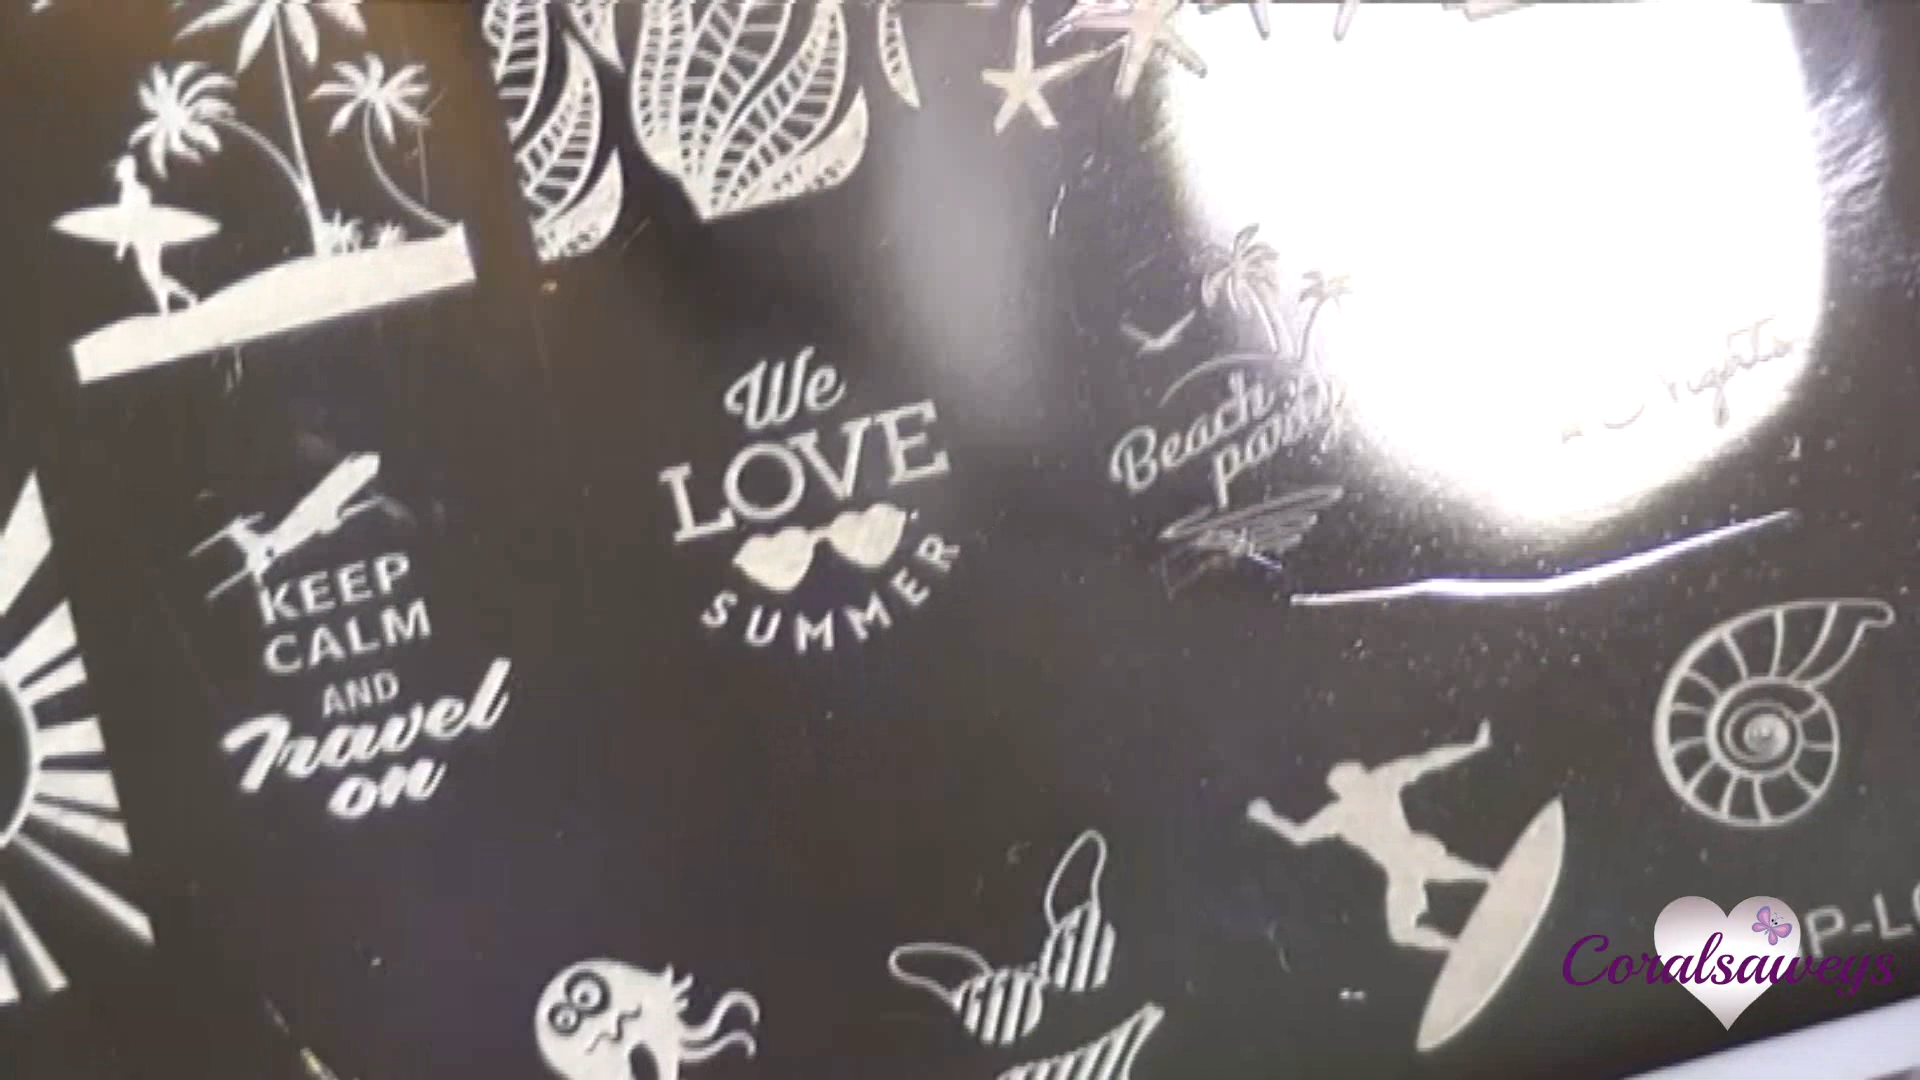 We
LOVE
SUMMER
Beach
party
KEEP
CALM
AND
Travel
on
P-L
Coralsaweys